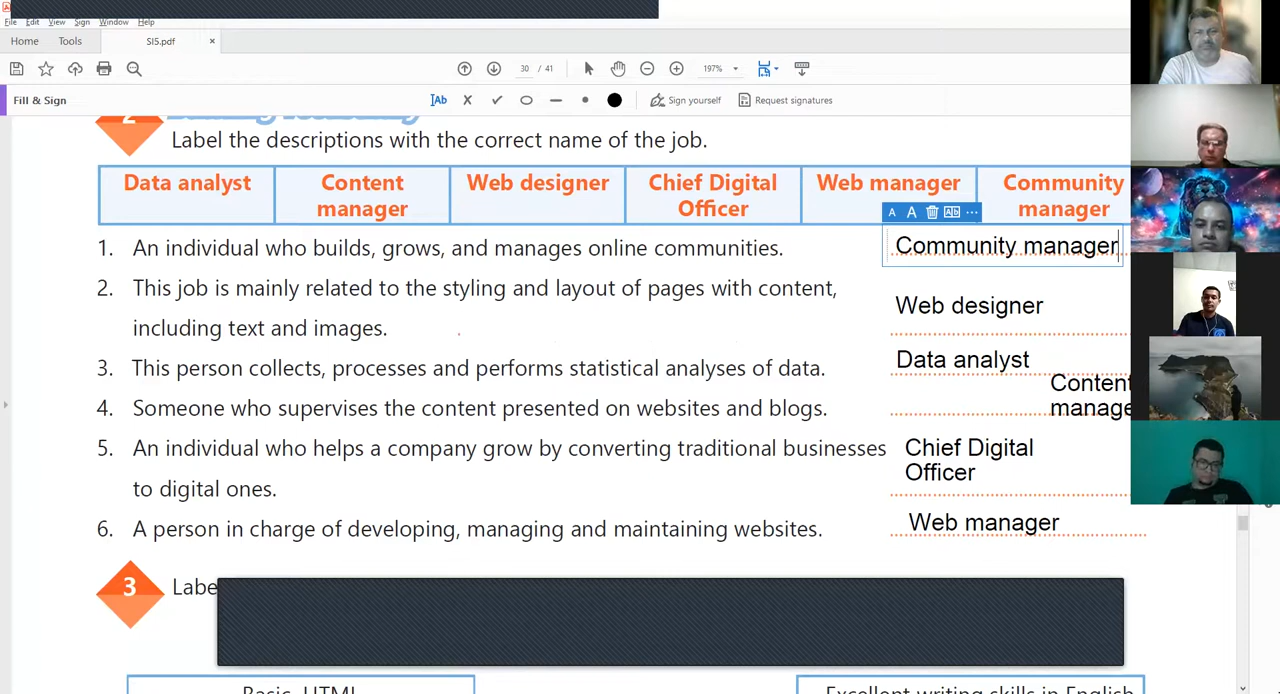 File Edit View Sign Window Help
Home Tools SI5.pdf ×
30 / 41 197%
Fill & Sign Ab Sign yourself Request signatures
2
Label the descriptions with the correct name of the job.
Data analyst Content manager Web designer Chief Digital Officer Web manager Community manager
A A Ab ...
1. An individual who builds, grows, and manages online communities. Community manager
2. This job is mainly related to the styling and layout of pages with content,
including text and images. Web designer
3. This person collects, processes and performs statistical analyses of data. Data analyst
4. Someone who supervises the content presented on websites and blogs. Content
manage
5. An individual who helps a company grow by converting traditional businesses
to digital ones. Chief Digital
Officer
6. A person in charge of developing, managing and maintaining websites. Web manager
3 Labe
Basic HTML Excellent writing skills in English